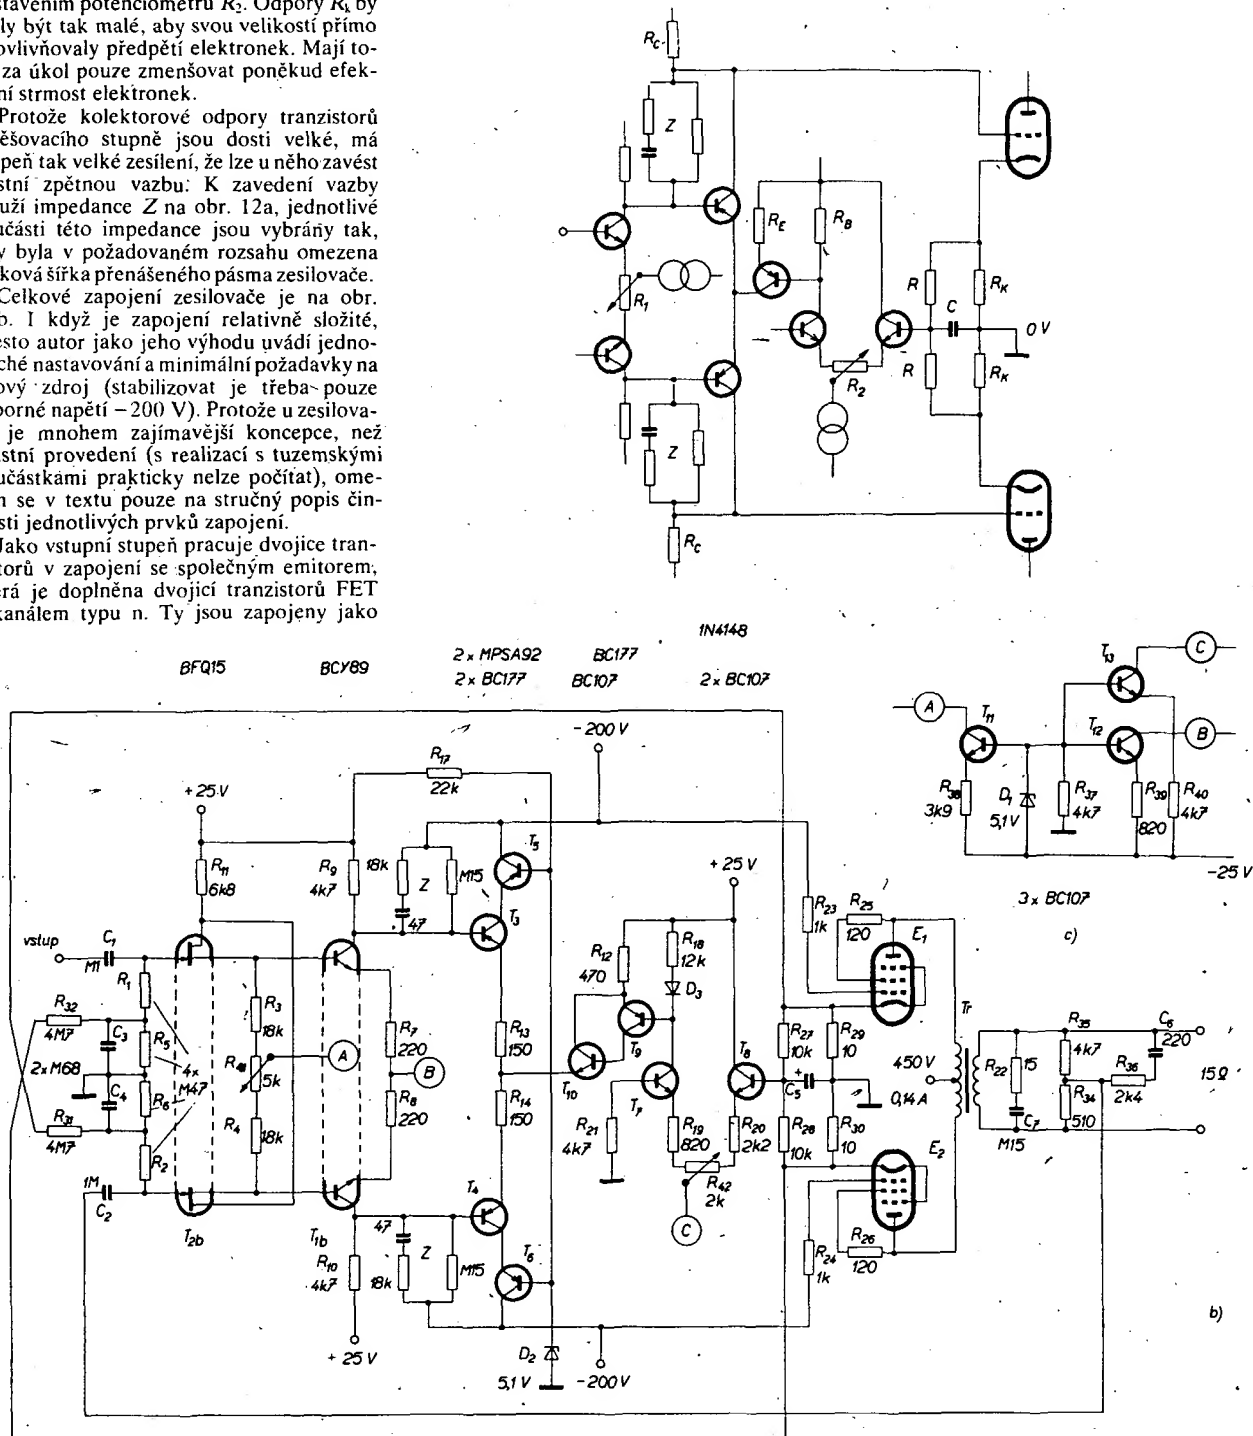 stavením potenciometru R₂. Odpory Rₖ by
ly být tak malé, aby svou velikostí přímo
ovlivňovaly předpětí elektronek. Mají to-
za úkol pouze zmenšovat poněkud efek-
ní strmost elektronek.
Protože kolektorové odpory tranzistorů
ěšovacího stupně jsou dosti velké, má
peň tak velké zesílení, že lze u něho zavést
stní zpětnou vazbu. K zavedení vazby
uží impedance Z na obr. 12a, jednotlivé
učásti této impedance jsou vybrány tak,
y byla v požadovaném rozsahu omezena
ková šířka přenášeného pásma zesilovače.
Celkové zapojení zesilovače je na obr.
b. I když je zapojení relativně složité,
esto autor jako jeho výhodu uvádí jedno-
ché nastavování a minimální požadavky na
ový zdroj (stabilizovat je třeba pouze
orné napětí −200 V). Protože u zesilova-
je mnohem zajímavější koncepce, než
stní provedení (s realizací s tuzemskými
učástkami prakticky nelze počítat), ome-
m se v textu pouze na stručný popis čin-
sti jednotlivých prvků zapojení.
Jako vstupní stupeň pracuje dvojice tran-
torů v zapojení se společným emitorem,
erá je doplněna dvojicí tranzistorů FET
kanálem typu n. Ty jsou zapojeny jako
R_C
Z
R_E
R_B
R₁
R
C
R_K
0 V
R
R_K
R₂
Z
R_C
1N4148
2 x MPSA92
BC177
BFQ15
BCY89
2 x BC177
BC107
2 x BC107
T₁₃
C
A
T₁₁
T₁₂
B
R₃₈
3k9
D₁
5,1V
R₃₇
4k7
R₃₉
820
R₄₀
4k7
-25 V
3 x BC107
c)
-200 V
R₁₇
22k
+25 V
T₅
R₁₁
6k8
R₉
4k7
18k
Z
M15
47
T₃
+25 V
R₂₃
1k
R₂₅
120
E₁
vstup
C₁
M1
R₁
R₁₂
470
R₁₈
12k
D₃
R₃₂
4M7
C₃
R₅
R₃
18k
R₇
220
R₁₃
150
T₉
T₈
R₂₇
10k
R₂₉
10
Tr
450 V
R₃₅
4k7
C₆
220
2x M68
4x
M47
5k
A
B
T₁₀
T₇
+
C₅
R₂₂
15
R₃₆
2k4
15Ω
C₄
R₆
R₈
220
R₁₄
150
0,14 A
R₃₄
510
R₃₁
4M7
R₂
R₄
18k
R₂₁
4k7
R₁₉
820
R₂₀
2k2
R₂₈
10k
R₃₀
10
C₇
M15
1M
C₂
T₄
R₄₂
2k
E₂
T₂b
T₁b
47
Z
C
R₁₀
4k7
18k
M15
T₆
R₂₄
1k
R₂₆
120
b)
+25 V
D₂
5,1 V
-200 V